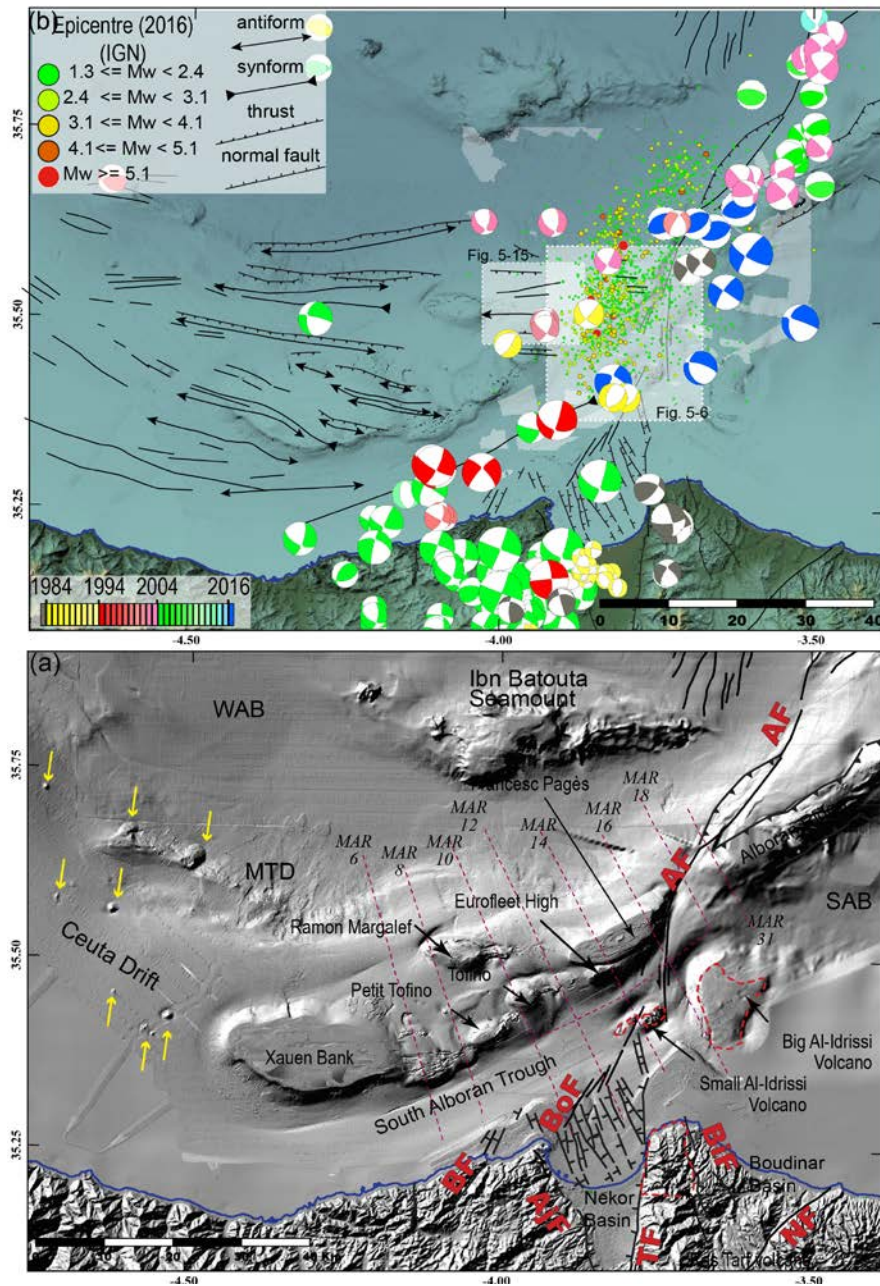 (b)
Epicentre (2016)
(IGN)
1.3 <= Mw < 2.4
2.4 <= Mw < 3.1
3.1 <= Mw < 4.1
4.1 <= Mw < 5.1
Mw >= 5.1
antiform
synform
thrust
normal fault
35.75
35.50
35.25
Fig. 5-15
Fig. 5-6
1984
1994
2004
2016
0 10 20 30 40
-4.50
-4.00
-3.50
(a)
Ibn Batouta
Seamount
WAB
AF
35.75
Francesc Pagès
MAR
18
MAR
12
MAR
16
MAR
14
MAR
10
MAR
8
MAR
6
AF
Alboran
MTD
Eurofleet High
SAB
MAR
31
Ramon Margalef
35.50
Tofino
Ceuta Drift
Petit Tofino
Xauen Bank
Big Al-Idrissi
Volcano
South Alboran Trough
Small Al-Idrissi
Volcano
35.25
BoF
BF
AjF
Nekor
Basin
TF
Boudinar
Basin
NF
10 20 30 40 Km
-4.50
-4.00
-3.50